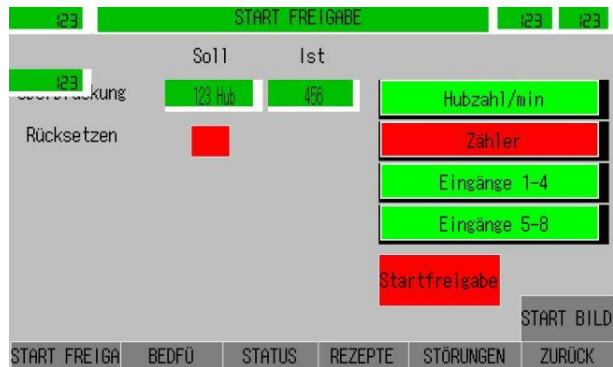 123 START FREIGABE 123 123
Soll Ist
123
kung 123 Hub 456
Rücksetzen
Hubzahl/min
Zähler
Eingänge 1-4
Eingänge 5-8
Startfreigabe
START BILD
START FREIGA BEDFÜ STATUS REZEPTE STÖRUNGEN ZURÜCK